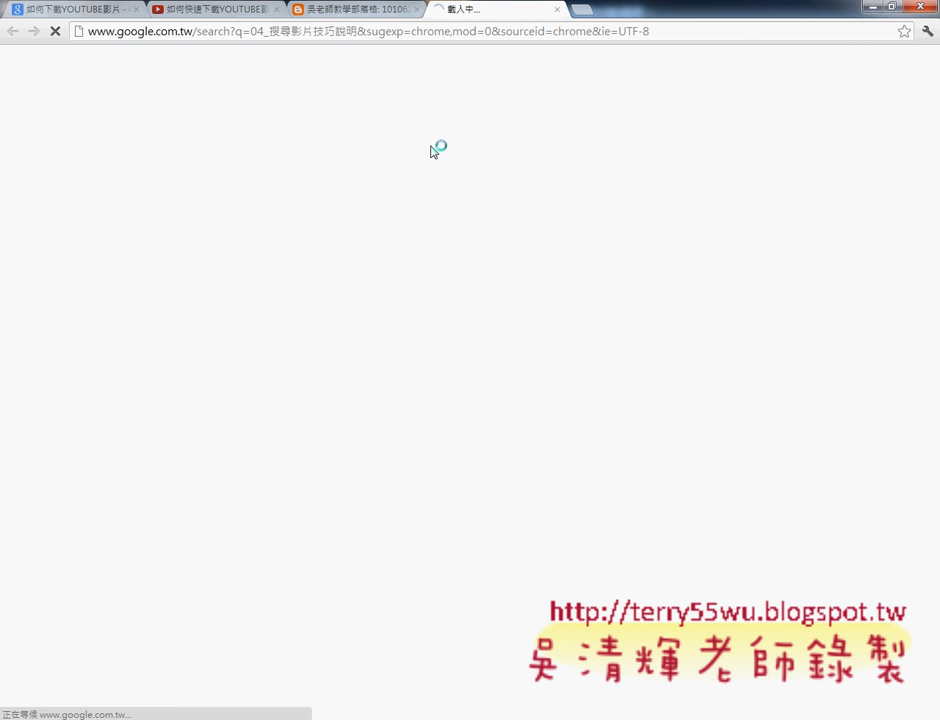 如何下載YOUTUBE影片 -
如何快速下載YOUTUBE影
吳老師教學部落格: 10106
載入中...
www.google.com.tw/search?q=04_搜尋影片技巧說明&sugexp=chrome,mod=0&sourceid=chrome&ie=UTF-8
http://terry55wu.blogspot.tw
吳清輝老師錄製
正在等候 www.google.com.tw...